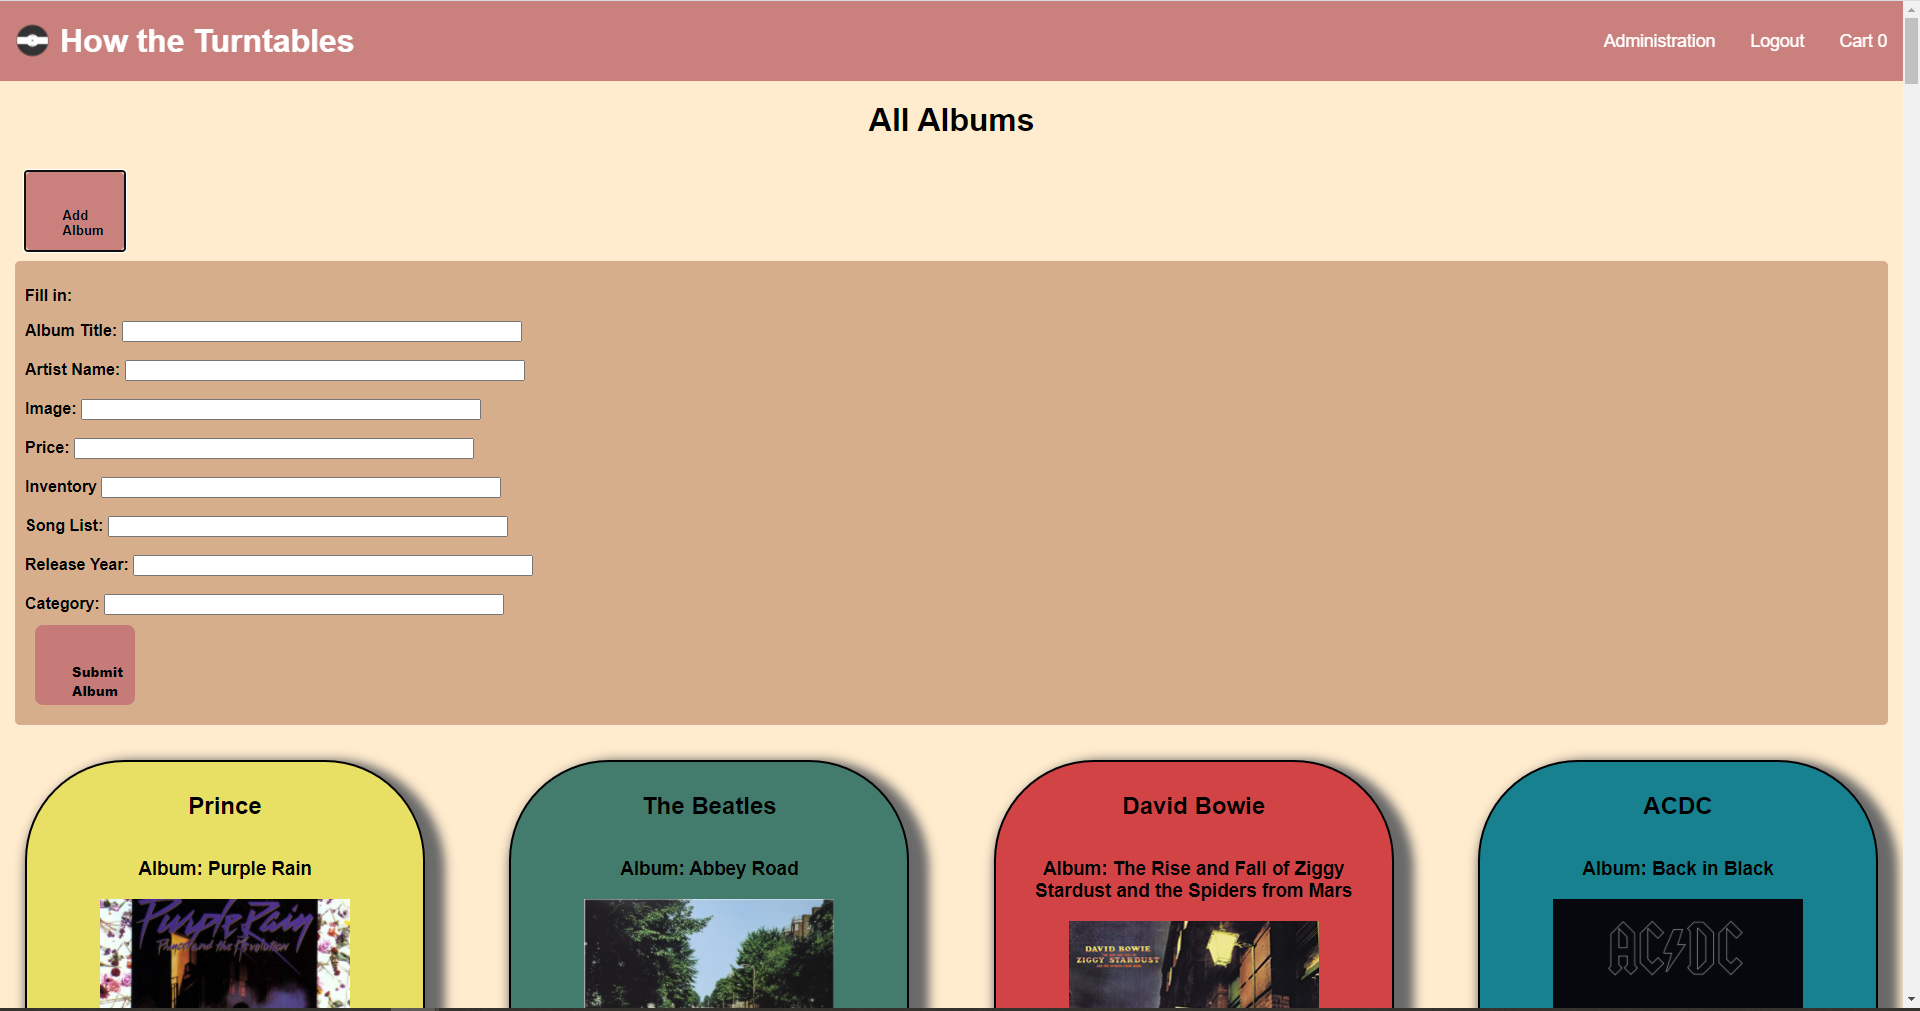 How the Turntables
Administration
Logout
Cart 0
All Albums
Add
Album
Fill in:
Album Title:
Artist Name:
Image:
Price:
Inventory
Song List:
Release Year:
Category:
Submit
Album
Prince
Album: Purple Rain
Purple Rain
Prince and the Revolution
The Beatles
Album: Abbey Road
David Bowie
Album: The Rise and Fall of Ziggy
Stardust and the Spiders from Mars
DAVID BOWIE
ZIGGY STARDUST
ACDC
Album: Back in Black
AC⚡DC